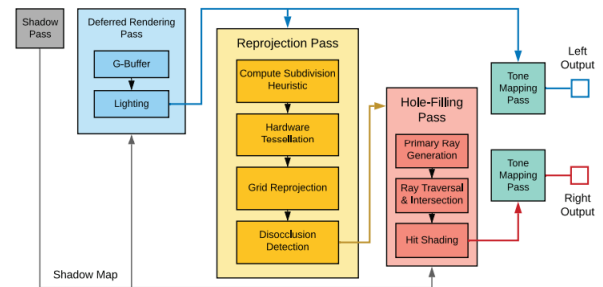 Shadow
Pass
Deferred Rendering
Pass
G-Buffer
Lighting
Reprojection Pass
Compute Subdivision
Heuristic
Hardware
Tessellation
Grid Reprojection
Disocclusion
Detection
Hole-Filling
Pass
Primary Ray
Generation
Ray Traversal
& Intersection
Hit Shading
Tone
Mapping
Pass
Left
Output
Tone
Mapping
Pass
Right
Output
Shadow Map